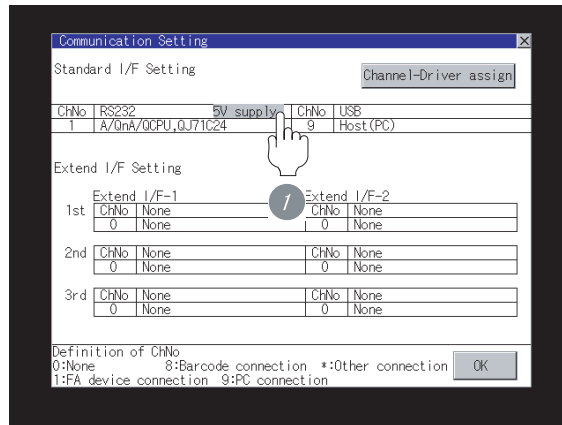 Communication Setting X
Standard I/F Setting
Channel-Driver assign
ChNo RS232 5V supply ChNo USB
1 A/QnA/QCPU,QJ71C24 9 Host(PC)
Extend I/F Setting
Extend I/F-1 Extend I/F-2
1st ChNo None ChNo None
0 None 0 None
1
2nd ChNo None ChNo None
0 None 0 None
3rd ChNo None ChNo None
0 None 0 None
Definition of ChNo
0:None 8:Barcode connection *:Other connection OK
1:FA device connection 9:PC connection